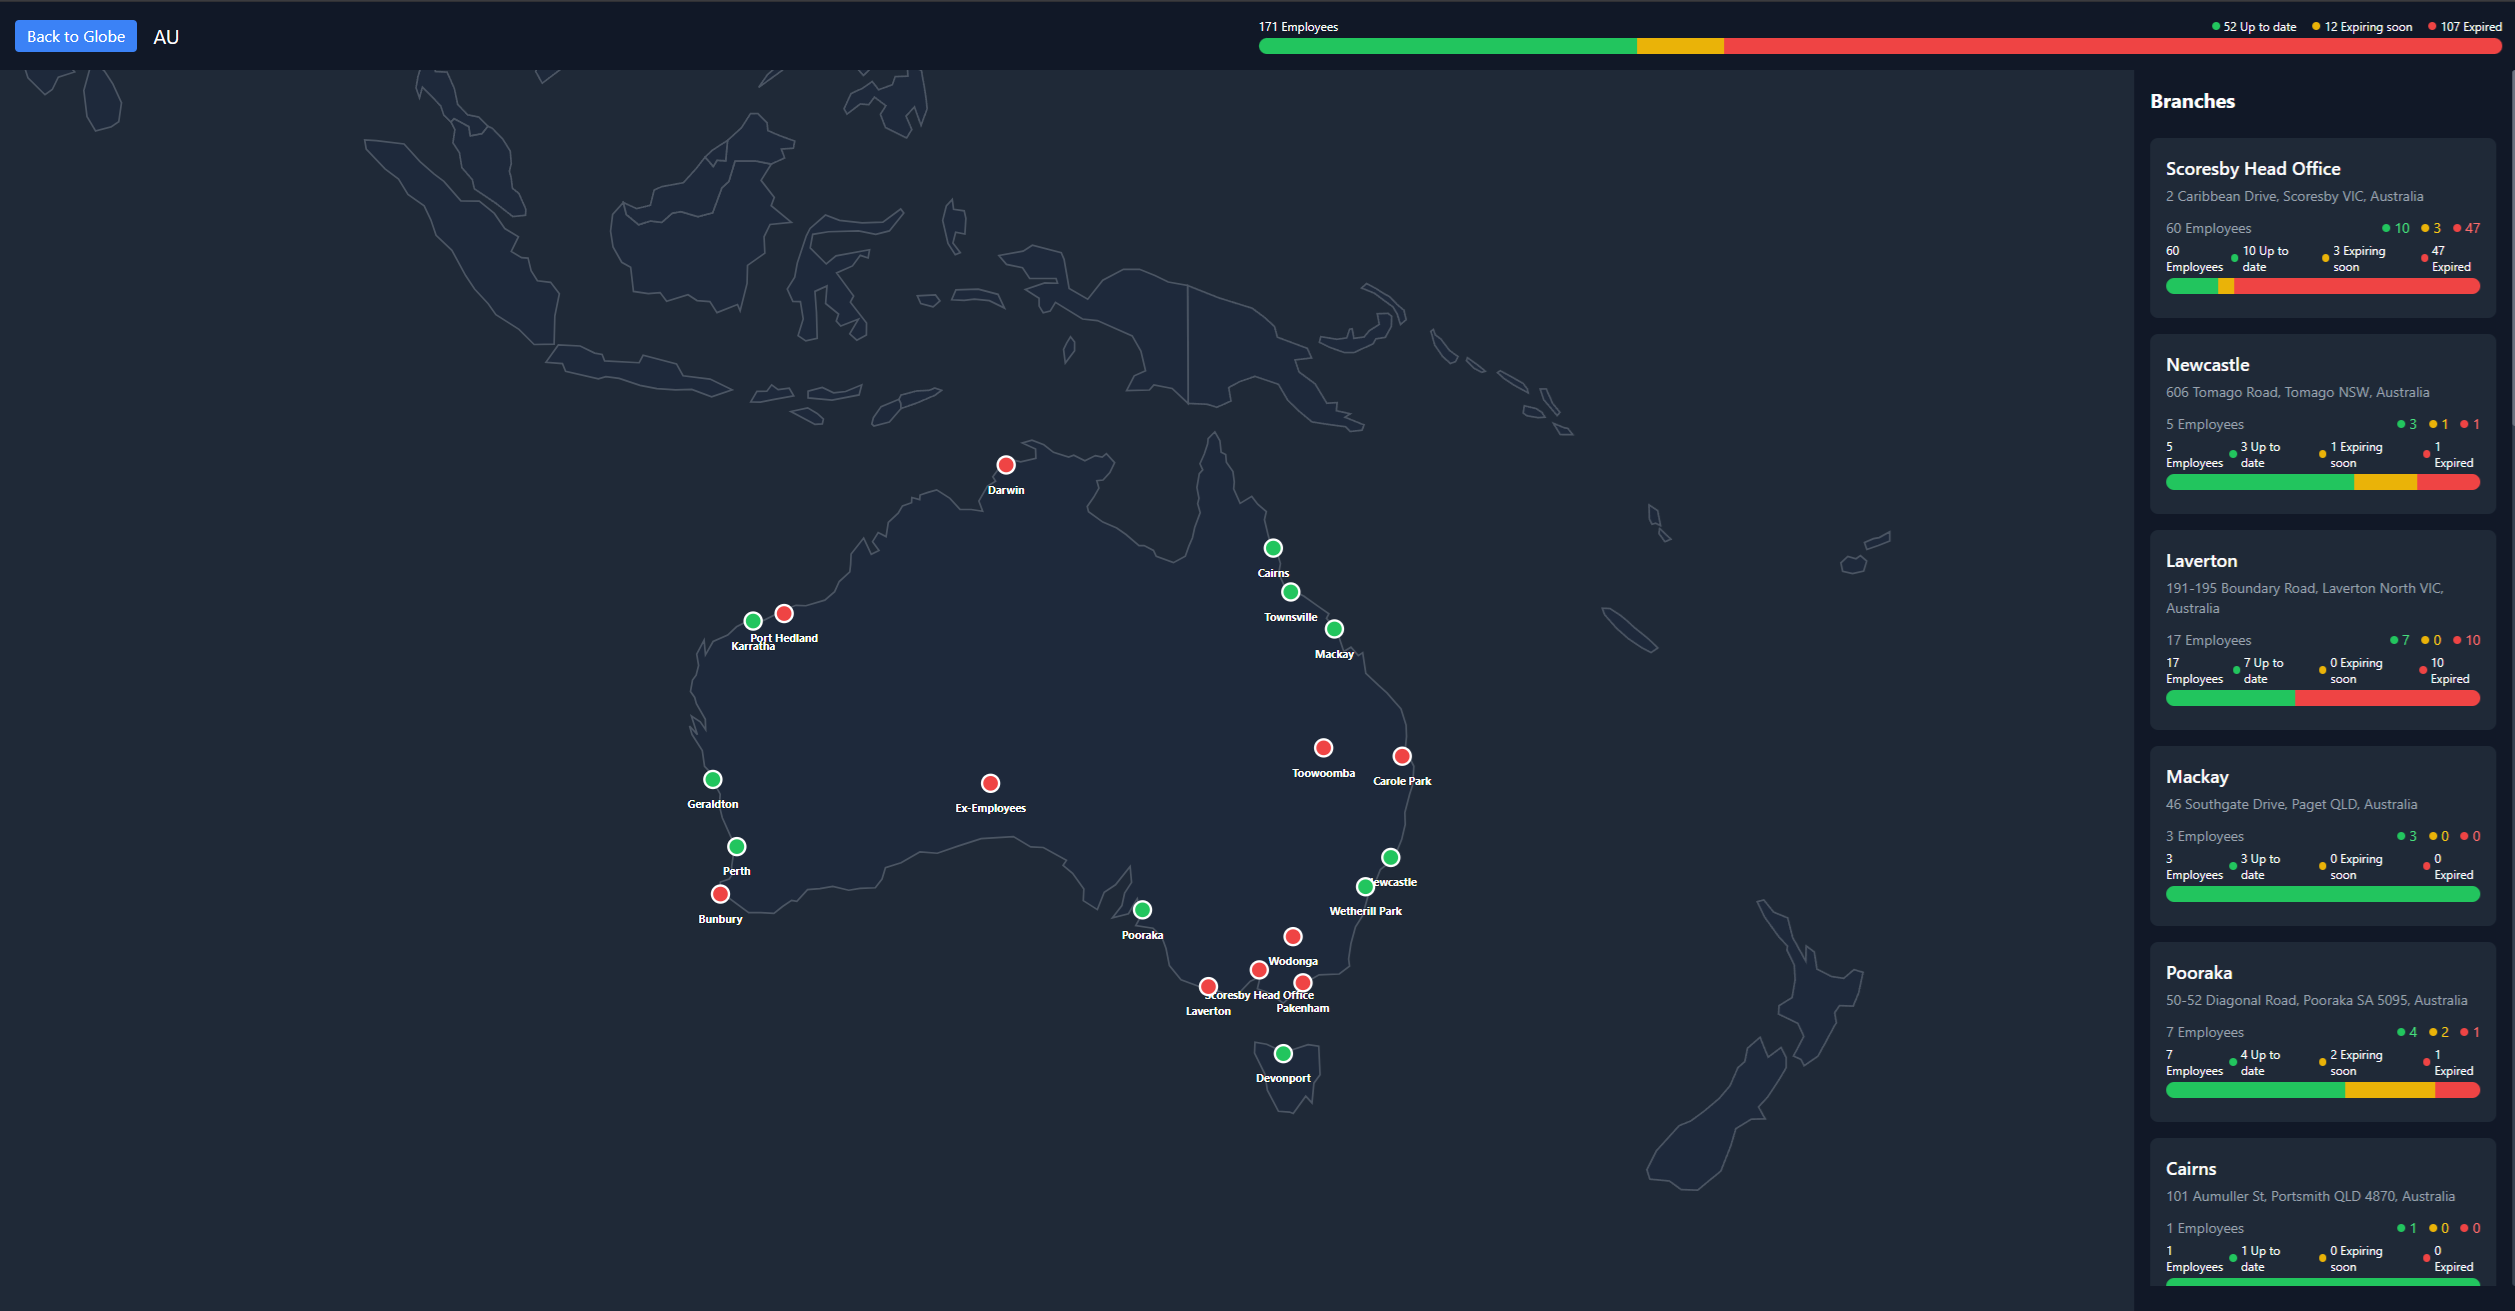 Back to Globe
AU
171 Employees
52 Up to date
12 Expiring soon
107 Expired
Darwin
Cairns
Townsville
Mackay
Port Hedland
Karratha
Toowoomba
Carole Park
Geraldton
Ex-Employees
Perth
Newcastle
Bunbury
Wetherill Park
Pooraka
Wodonga
Scoresby Head Office
Pakenham
Laverton
Devonport
Branches
Scoresby Head Office
2 Caribbean Drive, Scoresby VIC, Australia
60 Employees
10 3 47
60 Employees
10 Up to date
3 Expiring soon
47 Expired
Newcastle
606 Tomago Road, Tomago NSW, Australia
5 Employees
3 1 1
5 Employees
3 Up to date
1 Expiring soon
1 Expired
Laverton
191-195 Boundary Road, Laverton North VIC,
Australia
17 Employees
7 0 10
17 Employees
7 Up to date
0 Expiring soon
10 Expired
Mackay
46 Southgate Drive, Paget QLD, Australia
3 Employees
3 0 0
3 Employees
3 Up to date
0 Expiring soon
0 Expired
Pooraka
50-52 Diagonal Road, Pooraka SA 5095, Australia
7 Employees
4 2 1
7 Employees
4 Up to date
2 Expiring soon
1 Expired
Cairns
101 Aumuller St, Portsmith QLD 4870, Australia
1 Employees
1 0 0
1 Employees
1 Up to date
0 Expiring soon
0 Expired